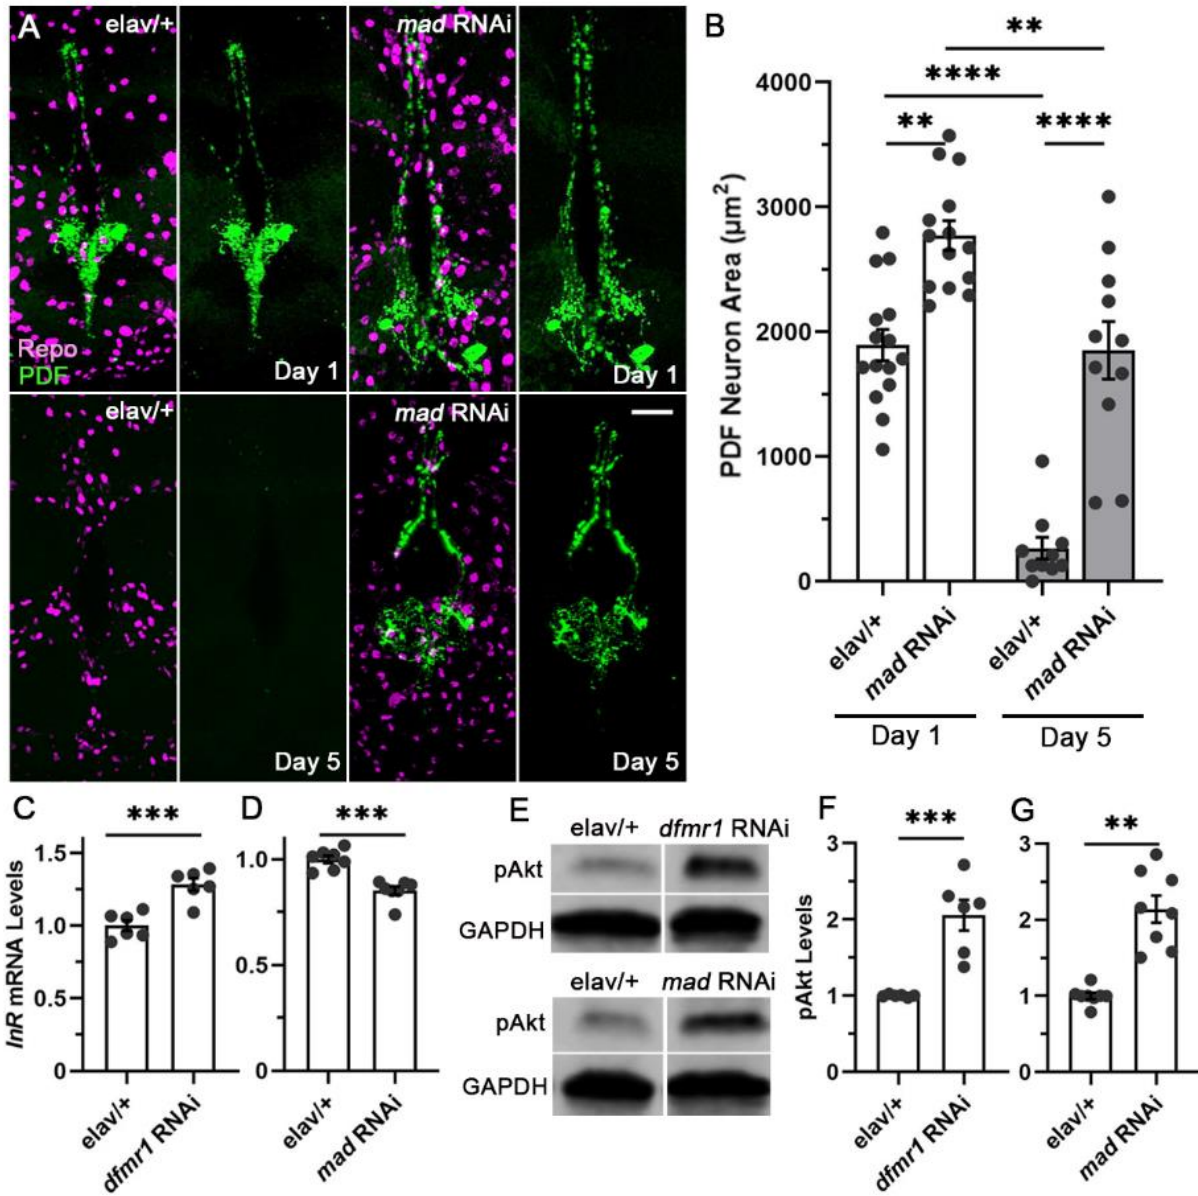 A
elav/+
mad RNAi
Repo
PDF
Day 1
Day 1
elav/+
mad RNAi
Day 5
Day 5
B
**
****
**
****
PDF Neuron Area (µm²)
4000
3000
2000
1000
0
elav/+
mad RNAi
elav/+
mad RNAi
Day 1
Day 5
C
***
InR mRNA Levels
1.5
1.0
0.5
0
elav/+
dfmr1 RNAi
D
***
1.0
0.5
0
elav/+
mad RNAi
E
elav/+ dfmr1 RNAi
pAkt
GAPDH
elav/+ mad RNAi
pAkt
GAPDH
F
***
pAkt Levels
3
2
1
0
elav/+
dfmr1 RNAi
G
**
3
2
1
0
elav/+
mad RNAi